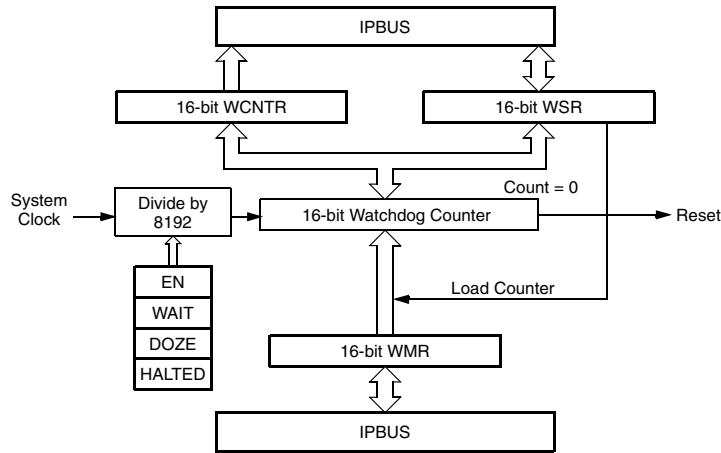 IPBUS
16-bit WCNTR
16-bit WSR
System
Clock
Divide by
8192
16-bit Watchdog Counter
Count = 0
Reset
EN
WAIT
DOZE
HALTED
Load Counter
16-bit WMR
IPBUS